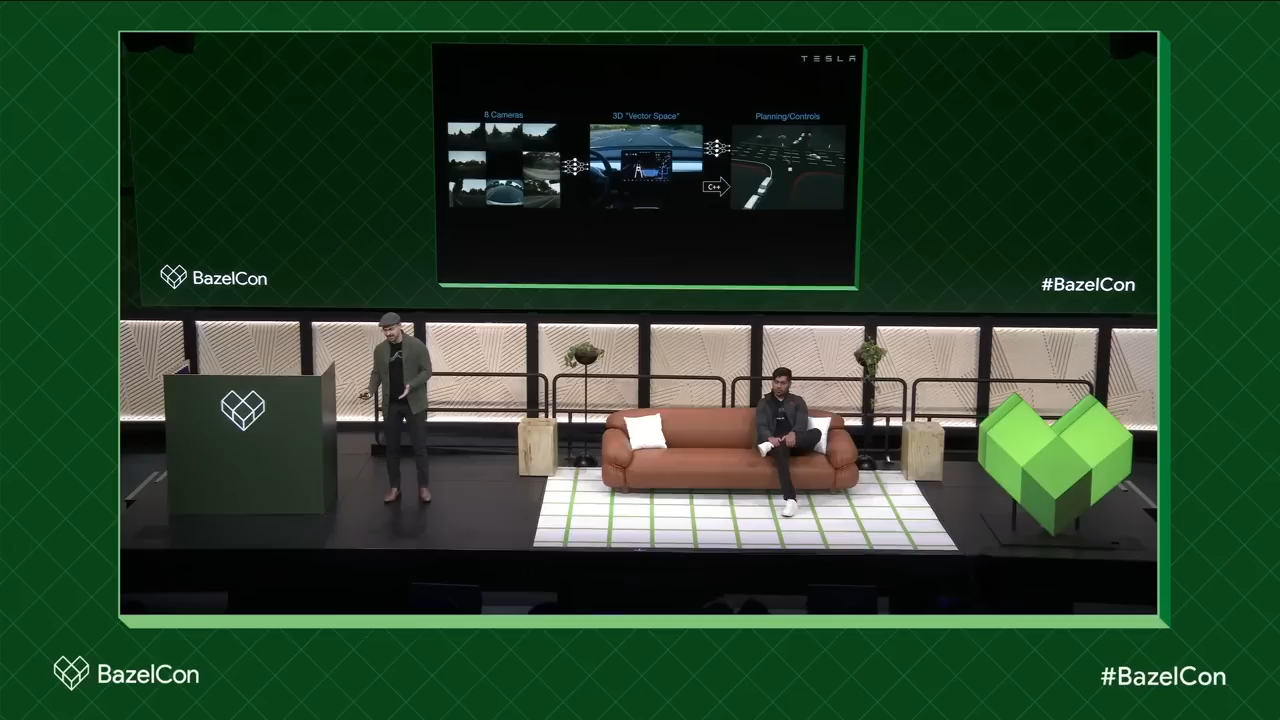 TESLA
8 Cameras
3D "Vector Space"
Planning/Controls
C++
BazelCon
#BazelCon
BazelCon
#BazelCon